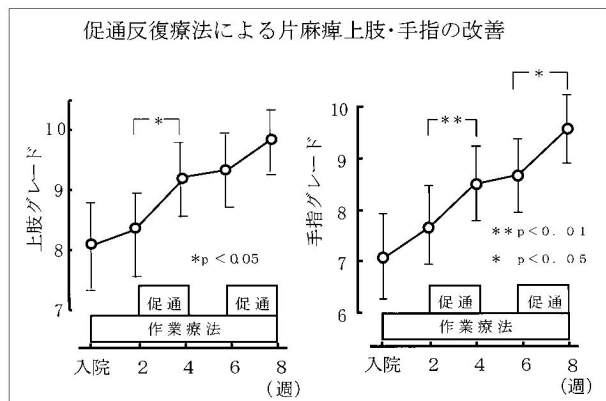 促通反復療法による片麻痺上肢・手指の改善
上肢グレード
10
9
8
7
*
*p <0.05
促通
促通
作業療法
入院
2
4
6
8
(週)
手指グレード
10
9
8
7
6
**
*
**p<0.01
* p<0.05
促通
促通
作業療法
入院
2
4
6
8
(週)